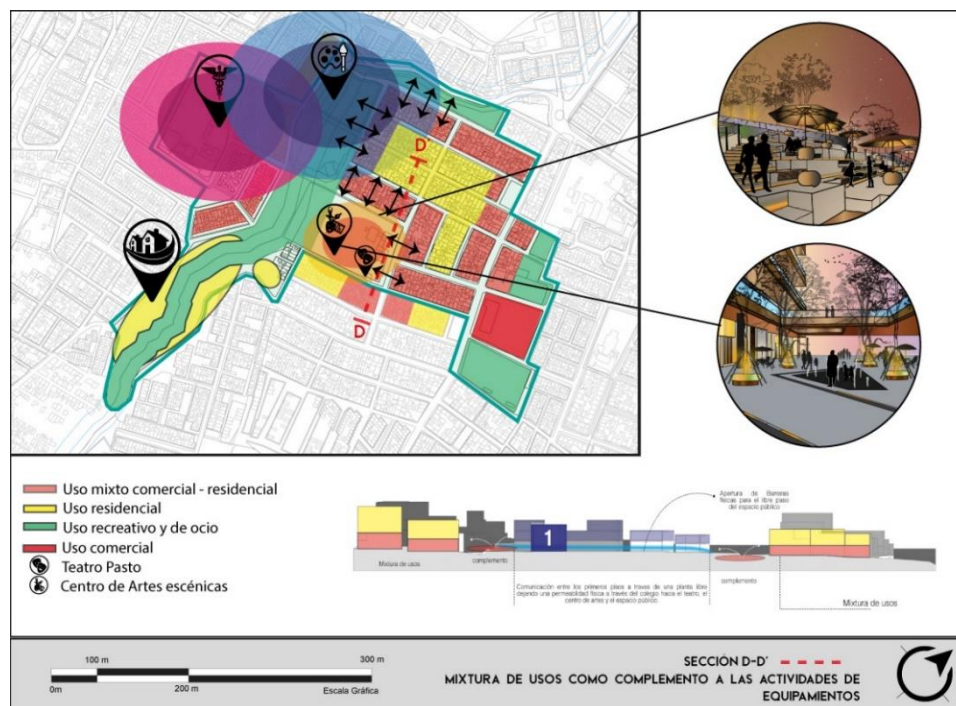 D
D
Uso mixto comercial - residencial
Uso residencial
Uso recreativo y de ocio
Uso comercial
Teatro Pasto
Centro de Artes escénicas
Apertura de Barreras
físicas para el libre paso
del espacio público
1
Mixtura de usos
complemento
Comunización entre los primeros pisos a traves de una planta libre
dejando una permeabilidad física a través del colegio hacia el teatro, el
centro de artes y el espacio público.
complemento
Mixtura de usos
100 m
300 m
0m
200 m
Escala Gráfica
SECCIÓN D-D'
MIXTURA DE USOS COMO COMPLEMENTO A LAS ACTIVIDADES DE
EQUIPAMIENTOS